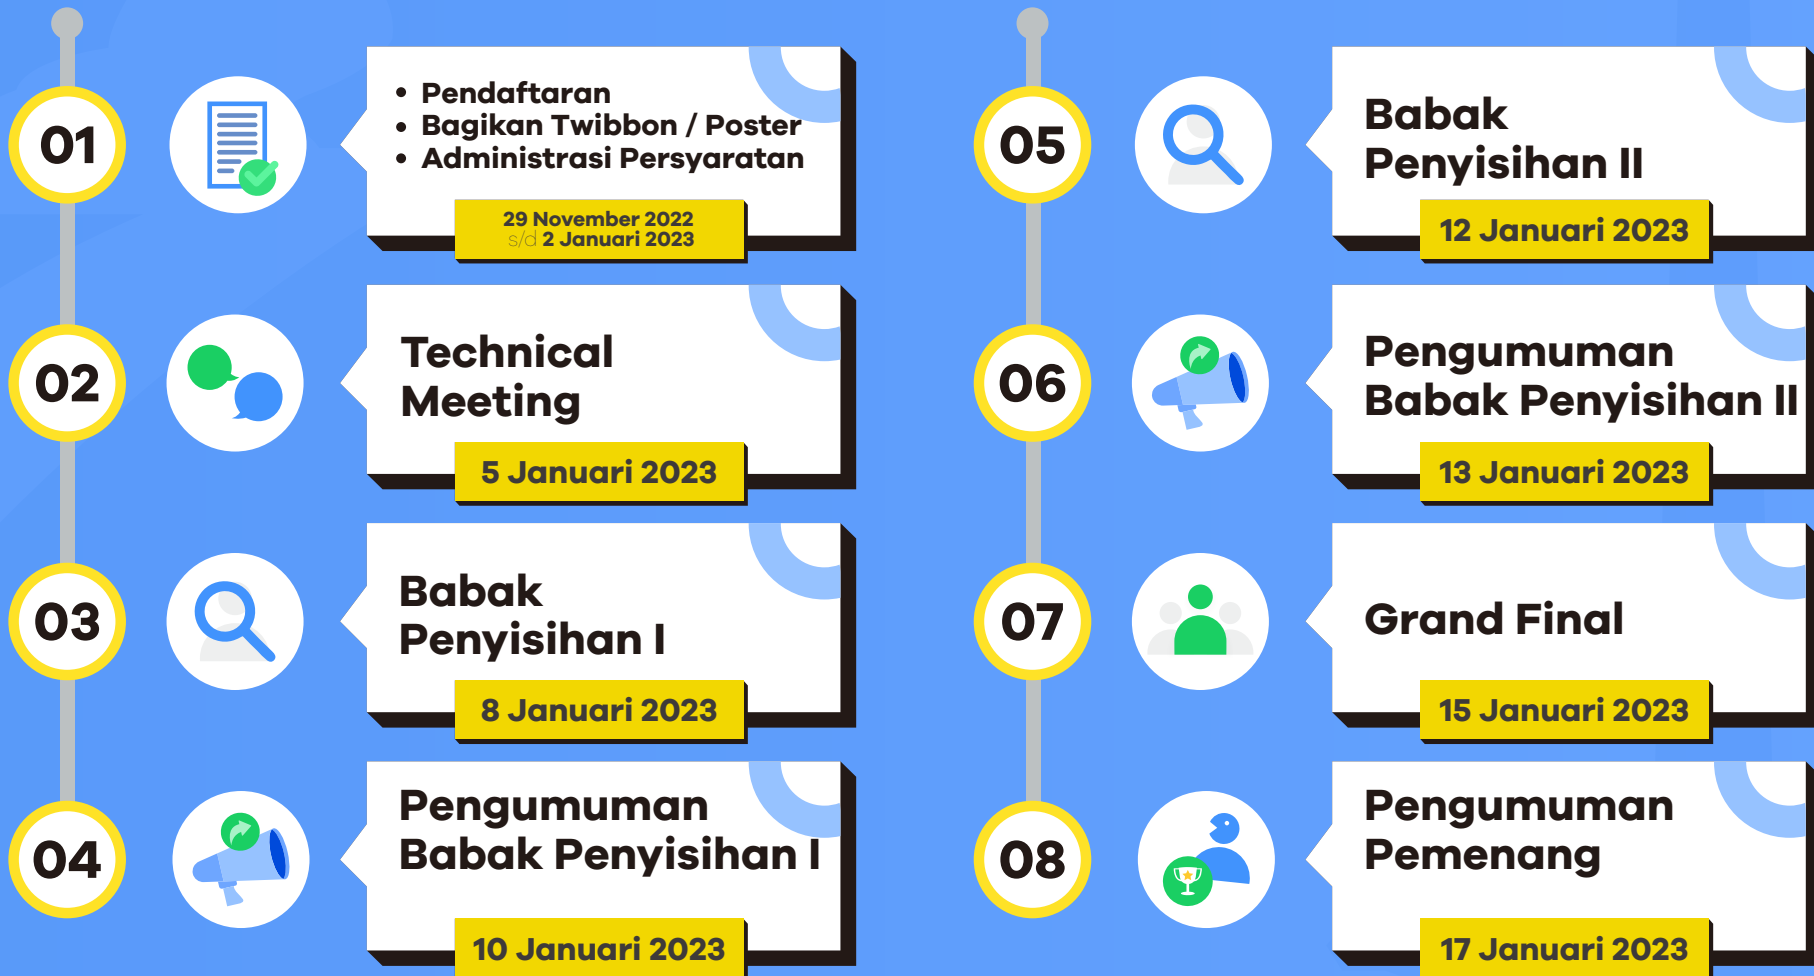 01
• Pendaftaran
• Bagikan Twibbon / Poster
• Administrasi Persyaratan
29 November 2022
s/d 2 Januari 2023
02
Technical
Meeting
5 Januari 2023
03
Babak
Penyisihan I
8 Januari 2023
04
Pengumuman
Babak Penyisihan I
10 Januari 2023
05
Babak
Penyisihan II
12 Januari 2023
06
Pengumuman
Babak Penyisihan II
13 Januari 2023
07
Grand Final
15 Januari 2023
08
Pengumuman
Pemenang
17 Januari 2023